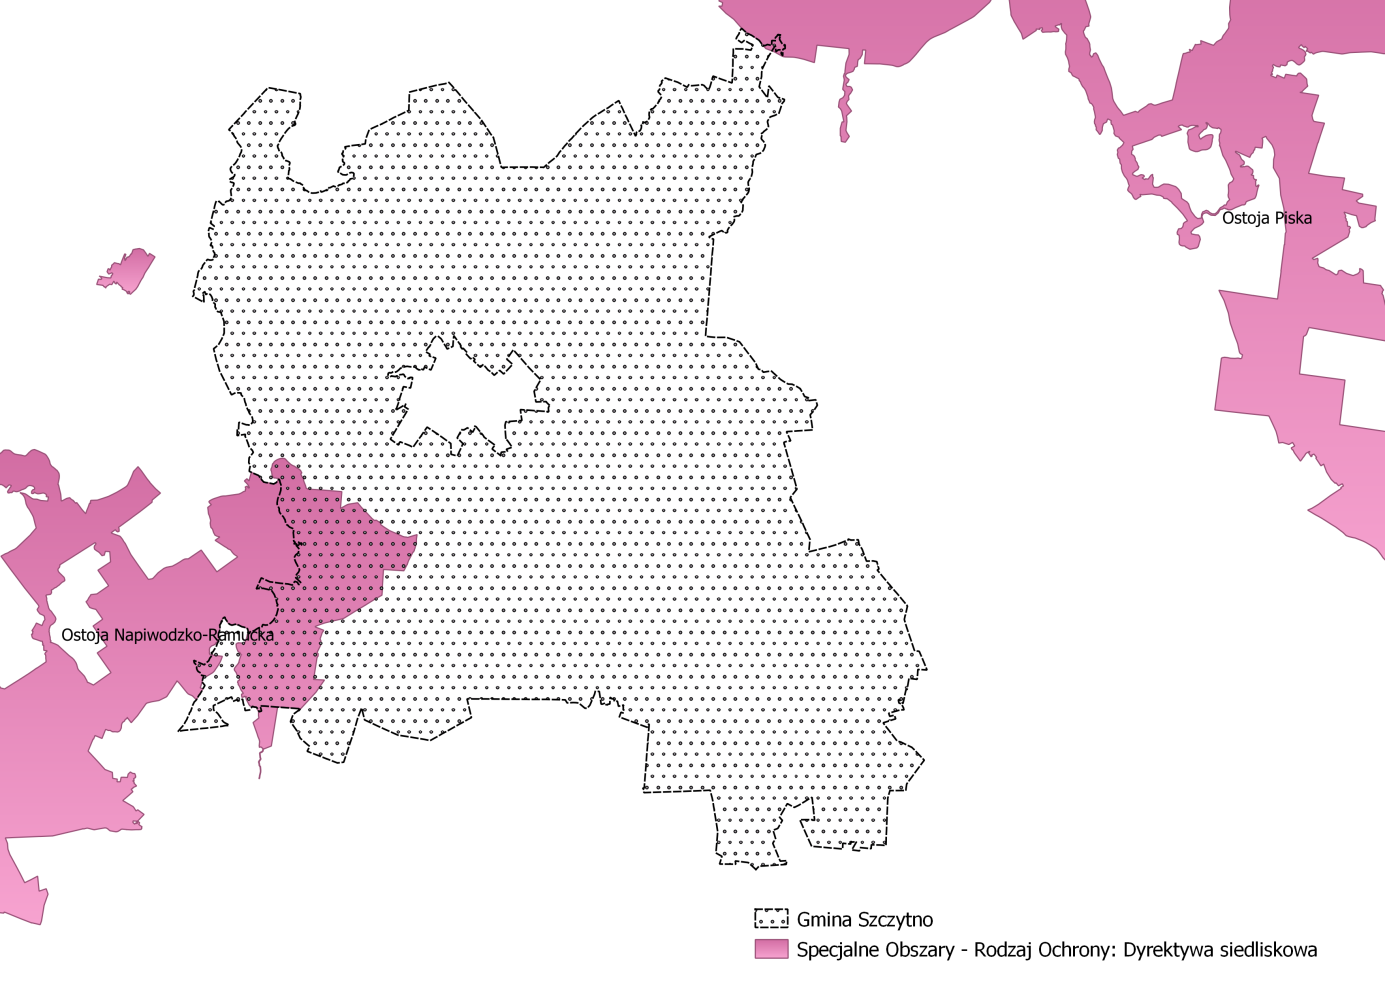 Ostoja Piska
Ostoja Napiwodzko-Ramucka
Gmina Szczytno
Specjalne Obszary - Rodzaj Ochrony: Dyrektywa siedliskowa